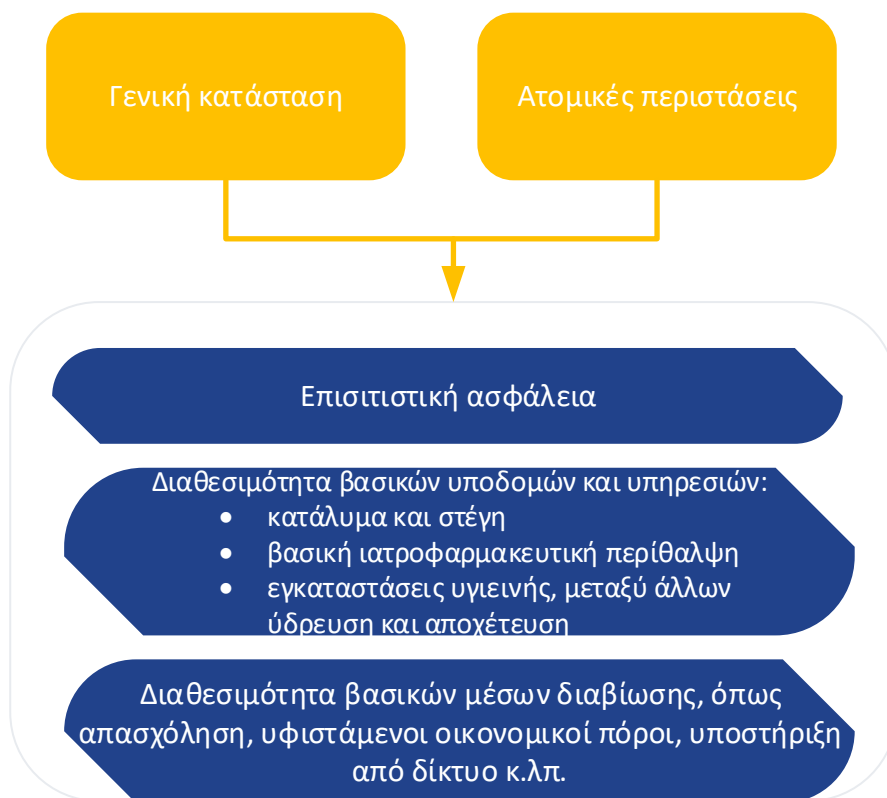 Γενική κατάσταση
Ατομικές περιστάσεις
Επισιτιστική ασφάλεια
Διαθεσιμότητα βασικών υποδομών και υπηρεσιών:
• κατάλυμα και στέγη
• βασική ιατροφαρμακευτική περίθαλψη
• εγκαταστάσεις υγιεινής, μεταξύ άλλων
ύδρευση και αποχέτευση
Διαθεσιμότητα βασικών μέσων διαβίωσης, όπως
απασχόληση, υφιστάμενοι οικονομικοί πόροι, υποστήριξη
από δίκτυο κ.λπ.